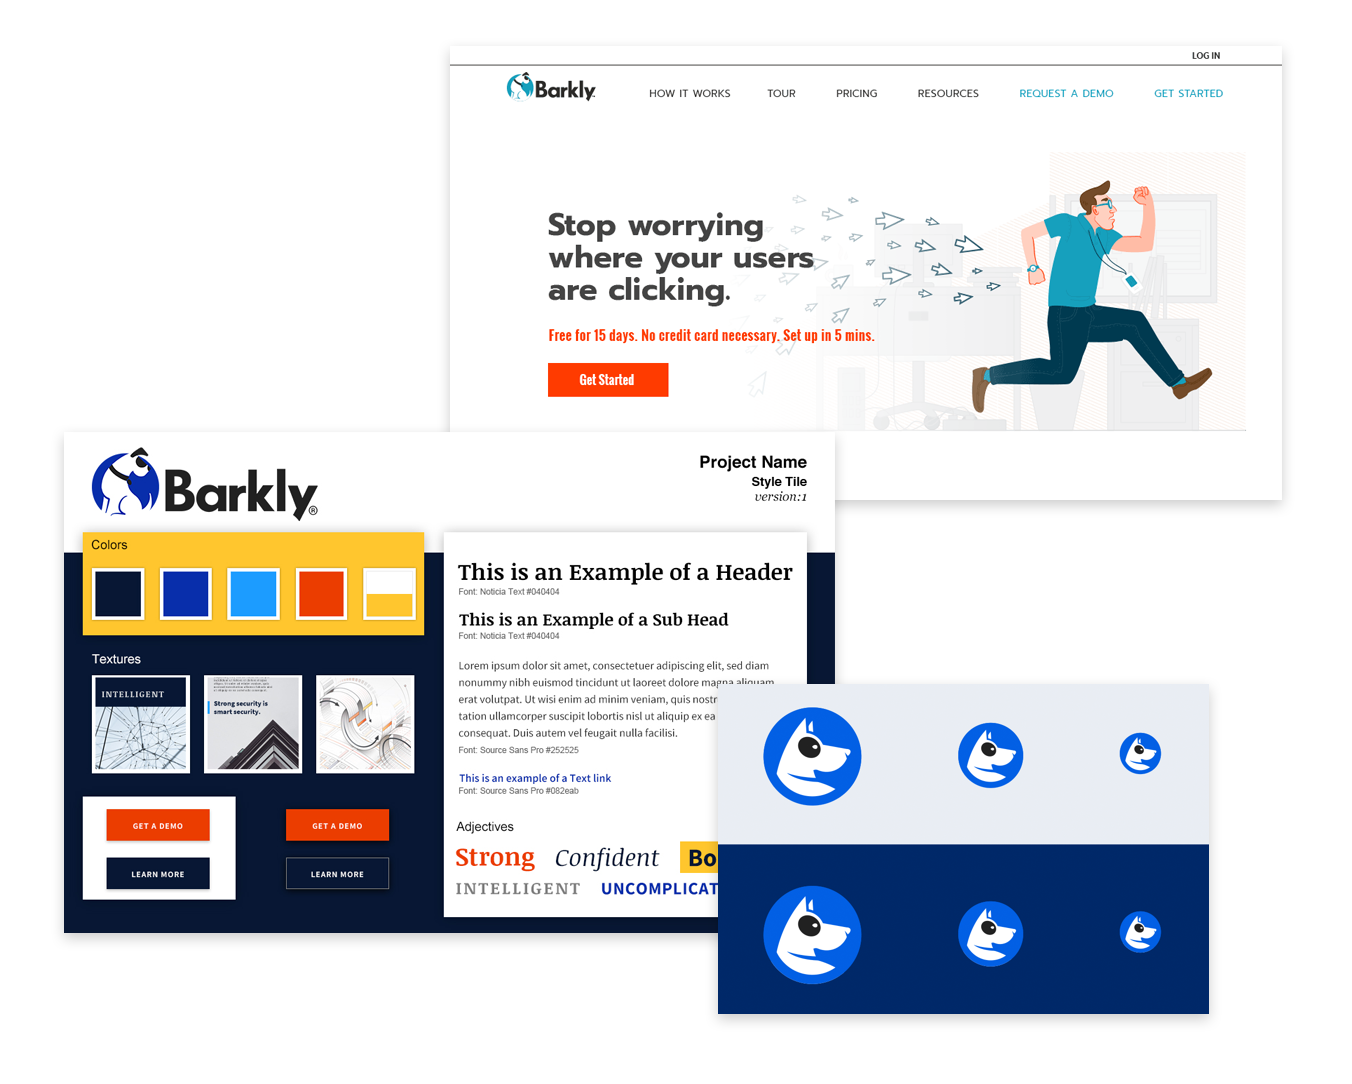 LOG IN
Barkly
HOW IT WORKS TOUR PRICING RESOURCES REQUEST A DEMO GET STARTED
Stop worrying
where your users
are clicking.
Free for 15 days. No credit card necessary. Set up in 5 mins.
Get Started
Barkly®
Project Name
Style Tile
version:1
Colors
Textures
INTELLIGENT
Strong security is
smart security.
GET A DEMO
LEARN MORE
GET A DEMO
LEARN MORE
This is an Example of a Header
Font: Noticia Text #040404
This is an Example of a Sub Head
Font: Noticia Text #040404
Lorem ipsum dolor sit amet, consectetuer adipiscing elit, sed diam
nonummy nibh euismod tincidunt ut laoreet dolore magna aliquam
erat volutpat. Ut wisi enim ad minim veniam, quis nostr
tation ullamcorper suscipit lobortis nisl ut aliquip ex ea
consequat. Duis autem vel feugait nulla facilisi.
Font: Source Sans Pro #252525
This is an example of a Text link
Font: Source Sans Pro #082eab
Adjectives
Strong Confident Bo
INTELLIGENT UNCOMPLICAT